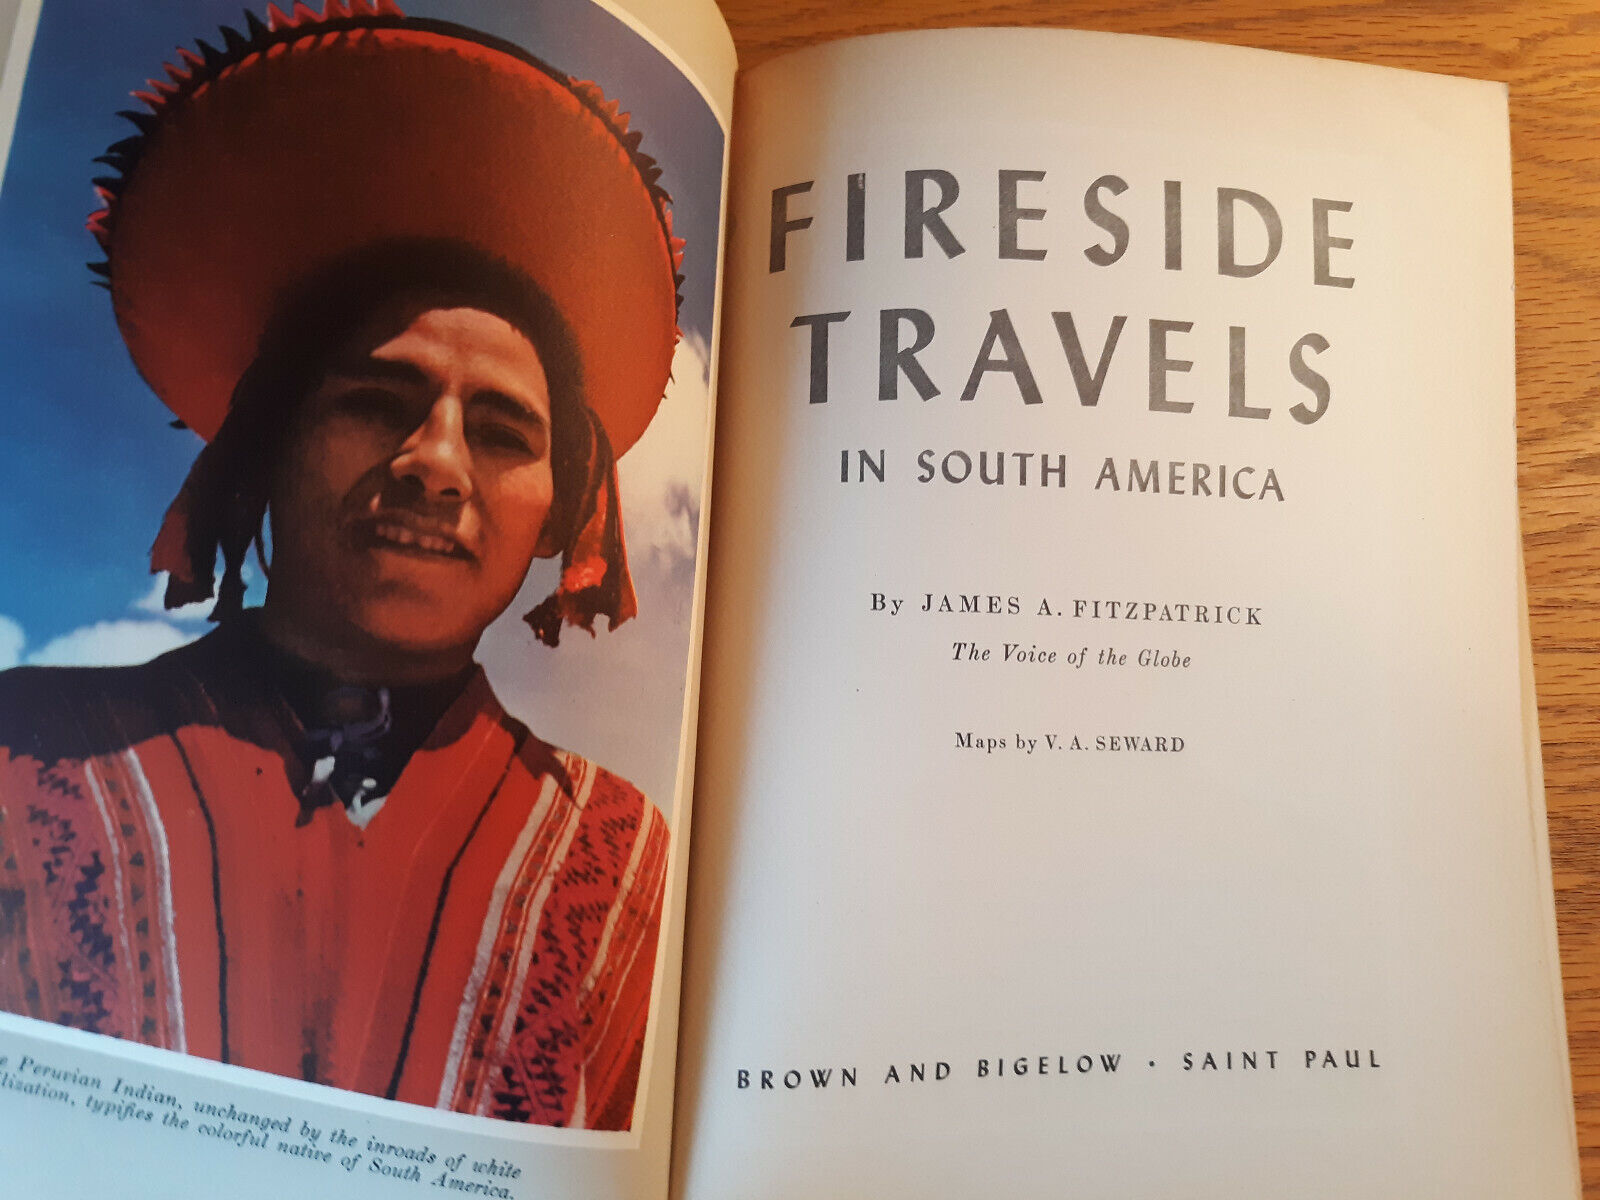 Peruvian Indian, unchanged by the inroads of white
typifies the colorful native of South America.
FIRESIDE
TRAVELS
IN SOUTH AMERICA
By JAMES A. FITZPATRICK
The Voice of the Globe
Maps by V. A. SEWARD
BROWN AND BIGELOW · SAINT PAUL